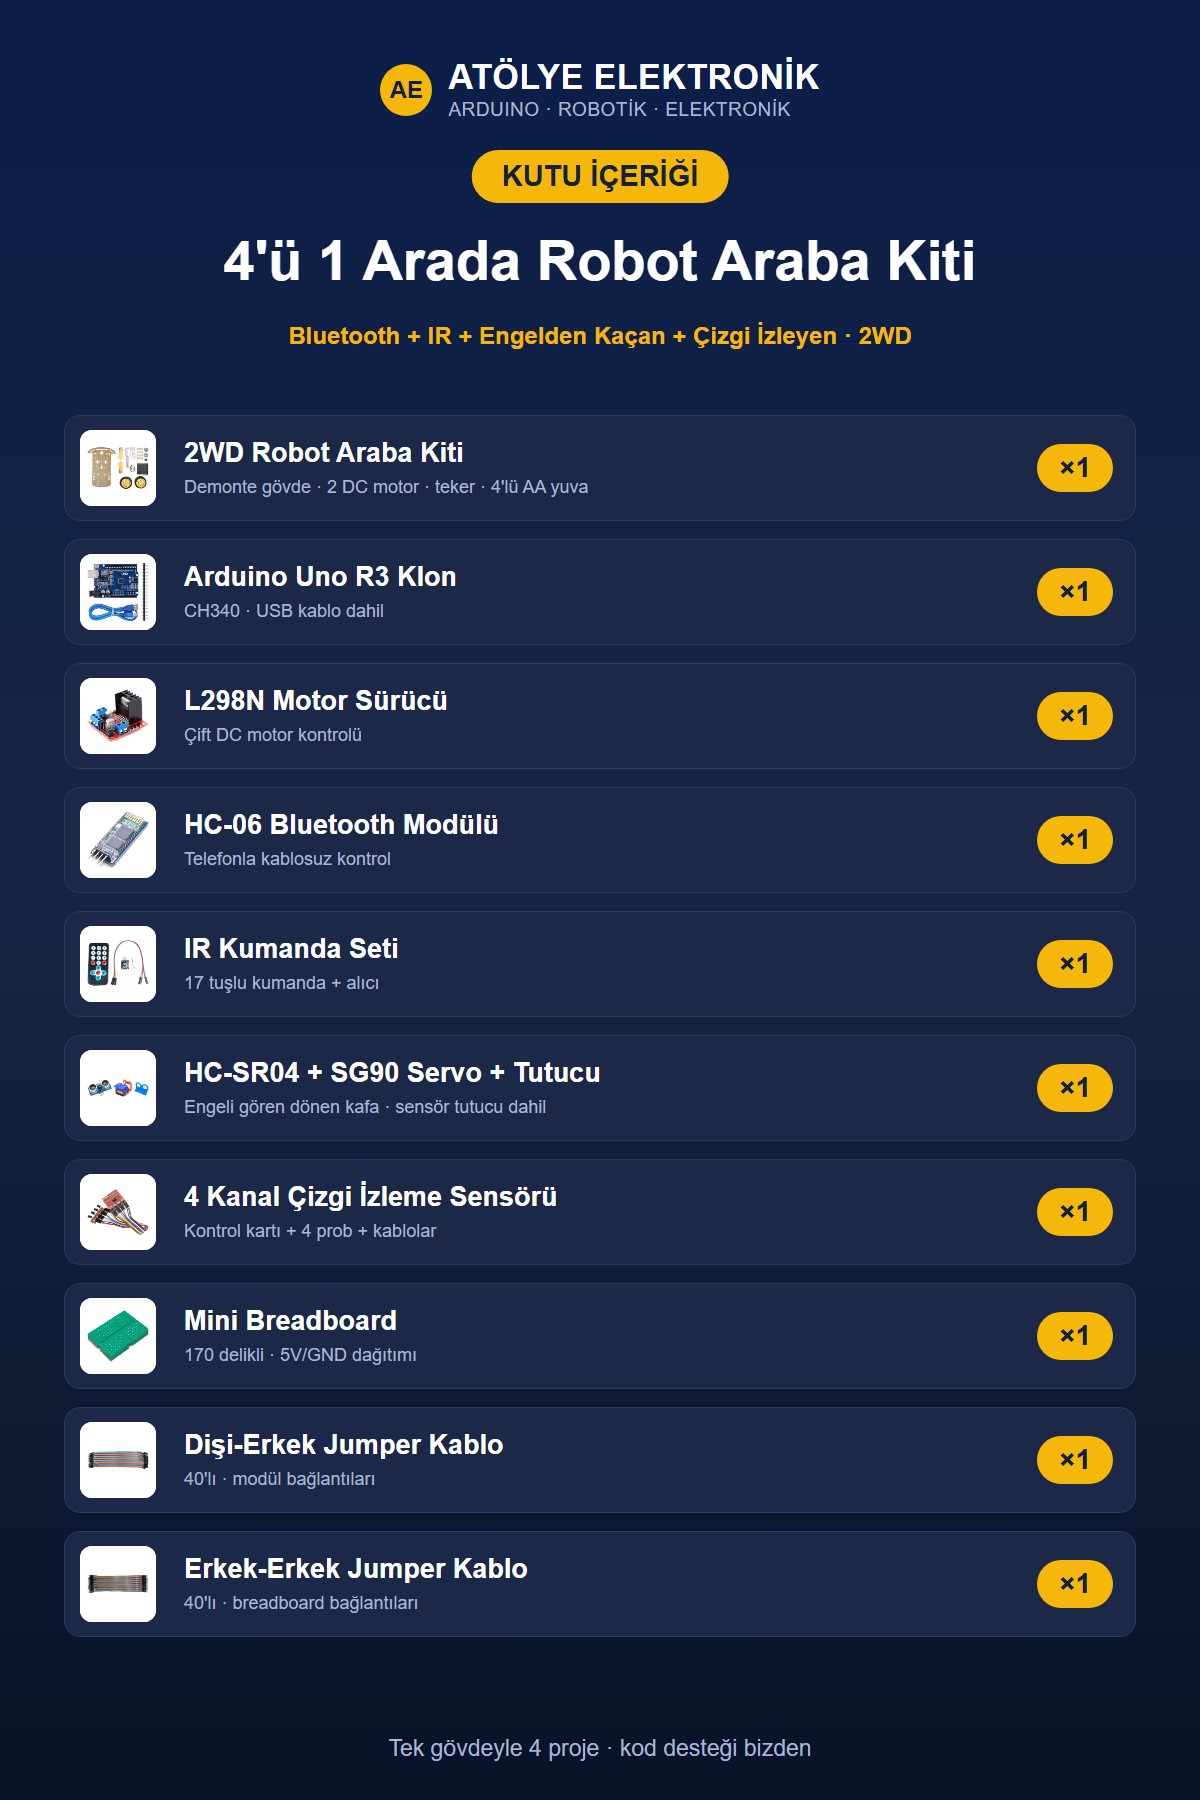 AE
ATÖLYE ELEKTRONİK
ARDUINO · ROBOTİK · ELEKTRONİK
KUTU İÇERİĞİ
4'ü 1 Arada Robot Araba Kiti
Bluetooth + IR + Engelden Kaçan + Çizgi İzleyen · 2WD
2WD Robot Araba Kiti
Demonte gövde · 2 DC motor · teker · 4'lü AA yuva
×1
Arduino Uno R3 Klon
CH340 · USB kablo dahil
×1
L298N Motor Sürücü
Çift DC motor kontrolü
×1
HC-06 Bluetooth Modülü
Telefonla kablosuz kontrol
×1
IR Kumanda Seti
17 tuşlu kumanda + alıcı
×1
HC-SR04 + SG90 Servo + Tutucu
Engeli gören dönen kafa · sensör tutucu dahil
×1
4 Kanal Çizgi İzleme Sensörü
Kontrol kartı + 4 prob + kablolar
×1
Mini Breadboard
170 delikli · 5V/GND dağıtımı
×1
Dişi-Erkek Jumper Kablo
40'lı · modül bağlantıları
×1
Erkek-Erkek Jumper Kablo
40'lı · breadboard bağlantıları
×1
Tek gövdeyle 4 proje · kod desteği bizden